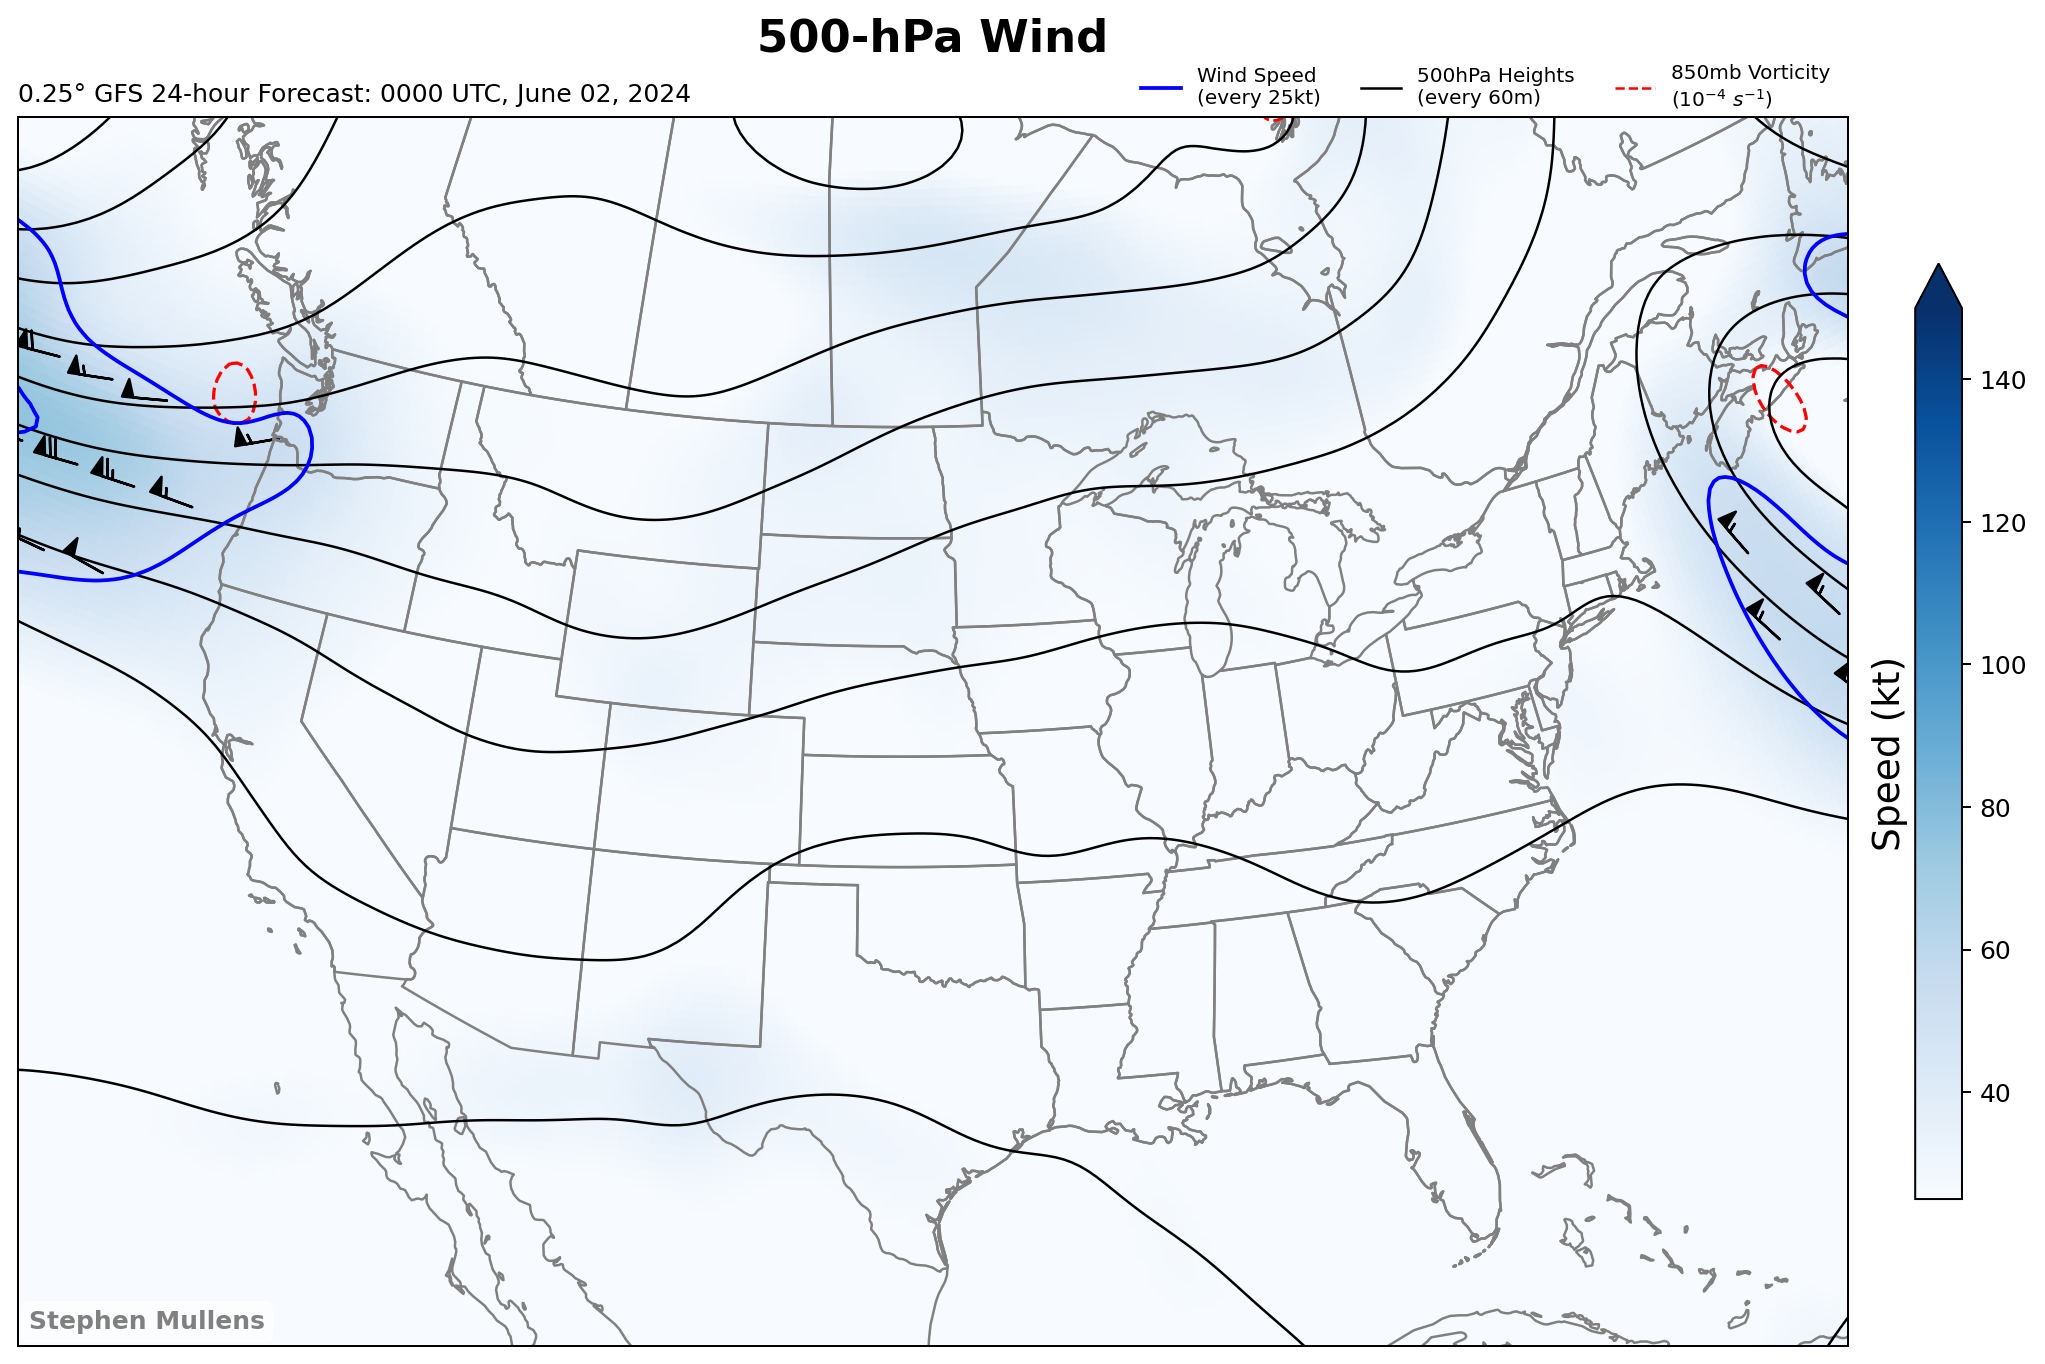 500-hPa Wind
0.25° GFS 24-hour Forecast: 0000 UTC, June 02, 2024
Wind Speed
(every 25kt)
500hPa Heights
(every 60m)
850mb Vorticity
(10⁻⁴ s⁻¹)
140
120
100
80
60
40
Speed (kt)
Stephen Mullens